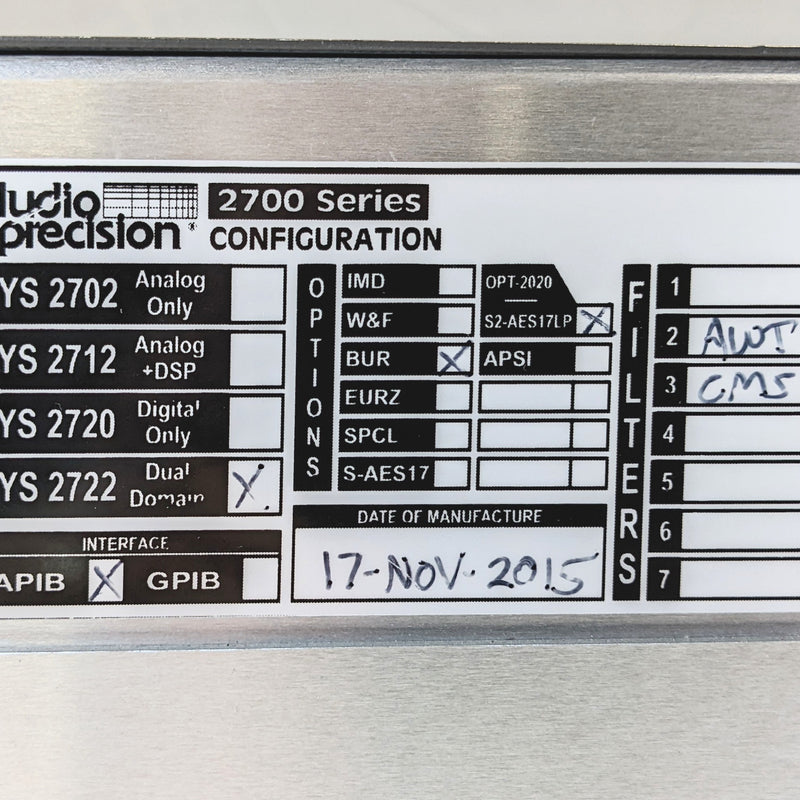 udio
precision ®
2700 Series
CONFIGURATION
YS 2702 Analog Only
YS 2712 Analog +DSP
YS 2720 Digital Only
YS 2722 Dual Domain X
INTERFACE
APIB X GPIB
OPTIONS
IMD
W&F
BUR X
EURZ
SPCL
S-AES17
OPT-2020
S2-AES17LP X
APSI
DATE OF MANUFACTURE
17-NOV-2015
FILTERS
1
2 AWT
3 CMS
4
5
6
7